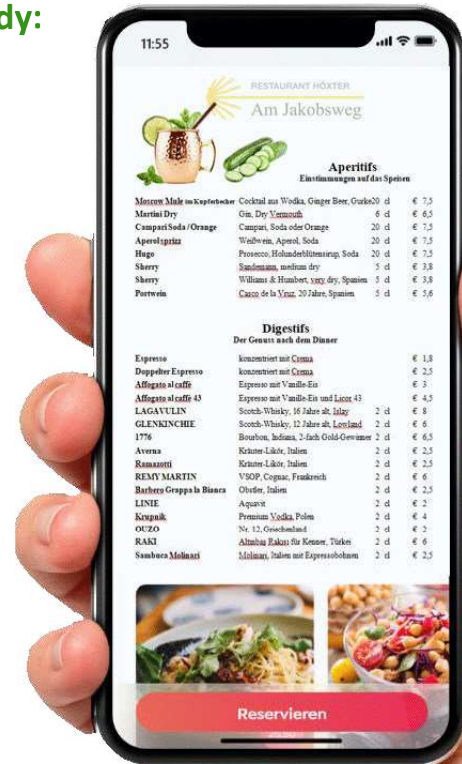 dy:
11:55
RESTAURANT HÖXTER
Am Jakobsweg
Aperitifs
Einstimmungen auf das Speisen
Moscow Mule im Kupferbecher Cocktail aus Wodka, Ginger Beer, Gurke 20 cl € 7,5
Martini Dry Gin, Dry Vermouth 6 cl € 6,5
Campari Soda / Orange Campari, Soda oder Orange 20 cl € 7,5
Aperol sprizz Weißwein, Aperol, Soda 20 cl € 7,5
Hugo Prosecco, Holunderblütensirup, Soda 20 cl € 7,5
Sherry Sandemann, medium dry 5 cl € 3,8
Sherry Williams & Humbert, very dry, Spanien 5 cl € 3,8
Portwein Casco de la Vruz, 20 Jahre, Spanien 5 cl € 5,6
Digestifs
Der Genuss nach dem Dinner
Espresso konzentriert mit Crema € 1,8
Doppelter Espresso konzentriert mit Crema € 2,5
Affogato al caffè Espresso mit Vanille-Eis € 3
Affogato al caffè 43 Espresso mit Vanille-Eis und Licor 43 € 4,5
LAGAVULIN Scotch-Whisky, 16 Jahre alt, Islay 2 cl € 8
GLENKINCHIE Scotch-Whisky, 12 Jahre alt, Lowland 2 cl € 6
1776 Bourbon, Indiana, 2-fach Gold-Gewinner 2 cl € 6,5
Averna Kräuter-Likör, Italien 2 cl € 2,5
Ramazotti Kräuter-Likör, Italien 2 cl € 2,5
REMY MARTIN VSOP, Cognac, Frankreich 2 cl € 6
Barbero Grappa la Bianca Obstler, Italien 2 cl € 2,5
LINIE Aquavit 2 cl € 2
Krupnik Premium Vodka, Polen 2 cl € 4
OUZO Nr. 12, Griechenland 2 cl € 2
RAKI Altinbaş Rakısı für Kenner, Türkei 2 cl € 6
Sambuca Molinari Molinari, Italien mit Expressobohnen 2 cl € 2,5
Reservieren